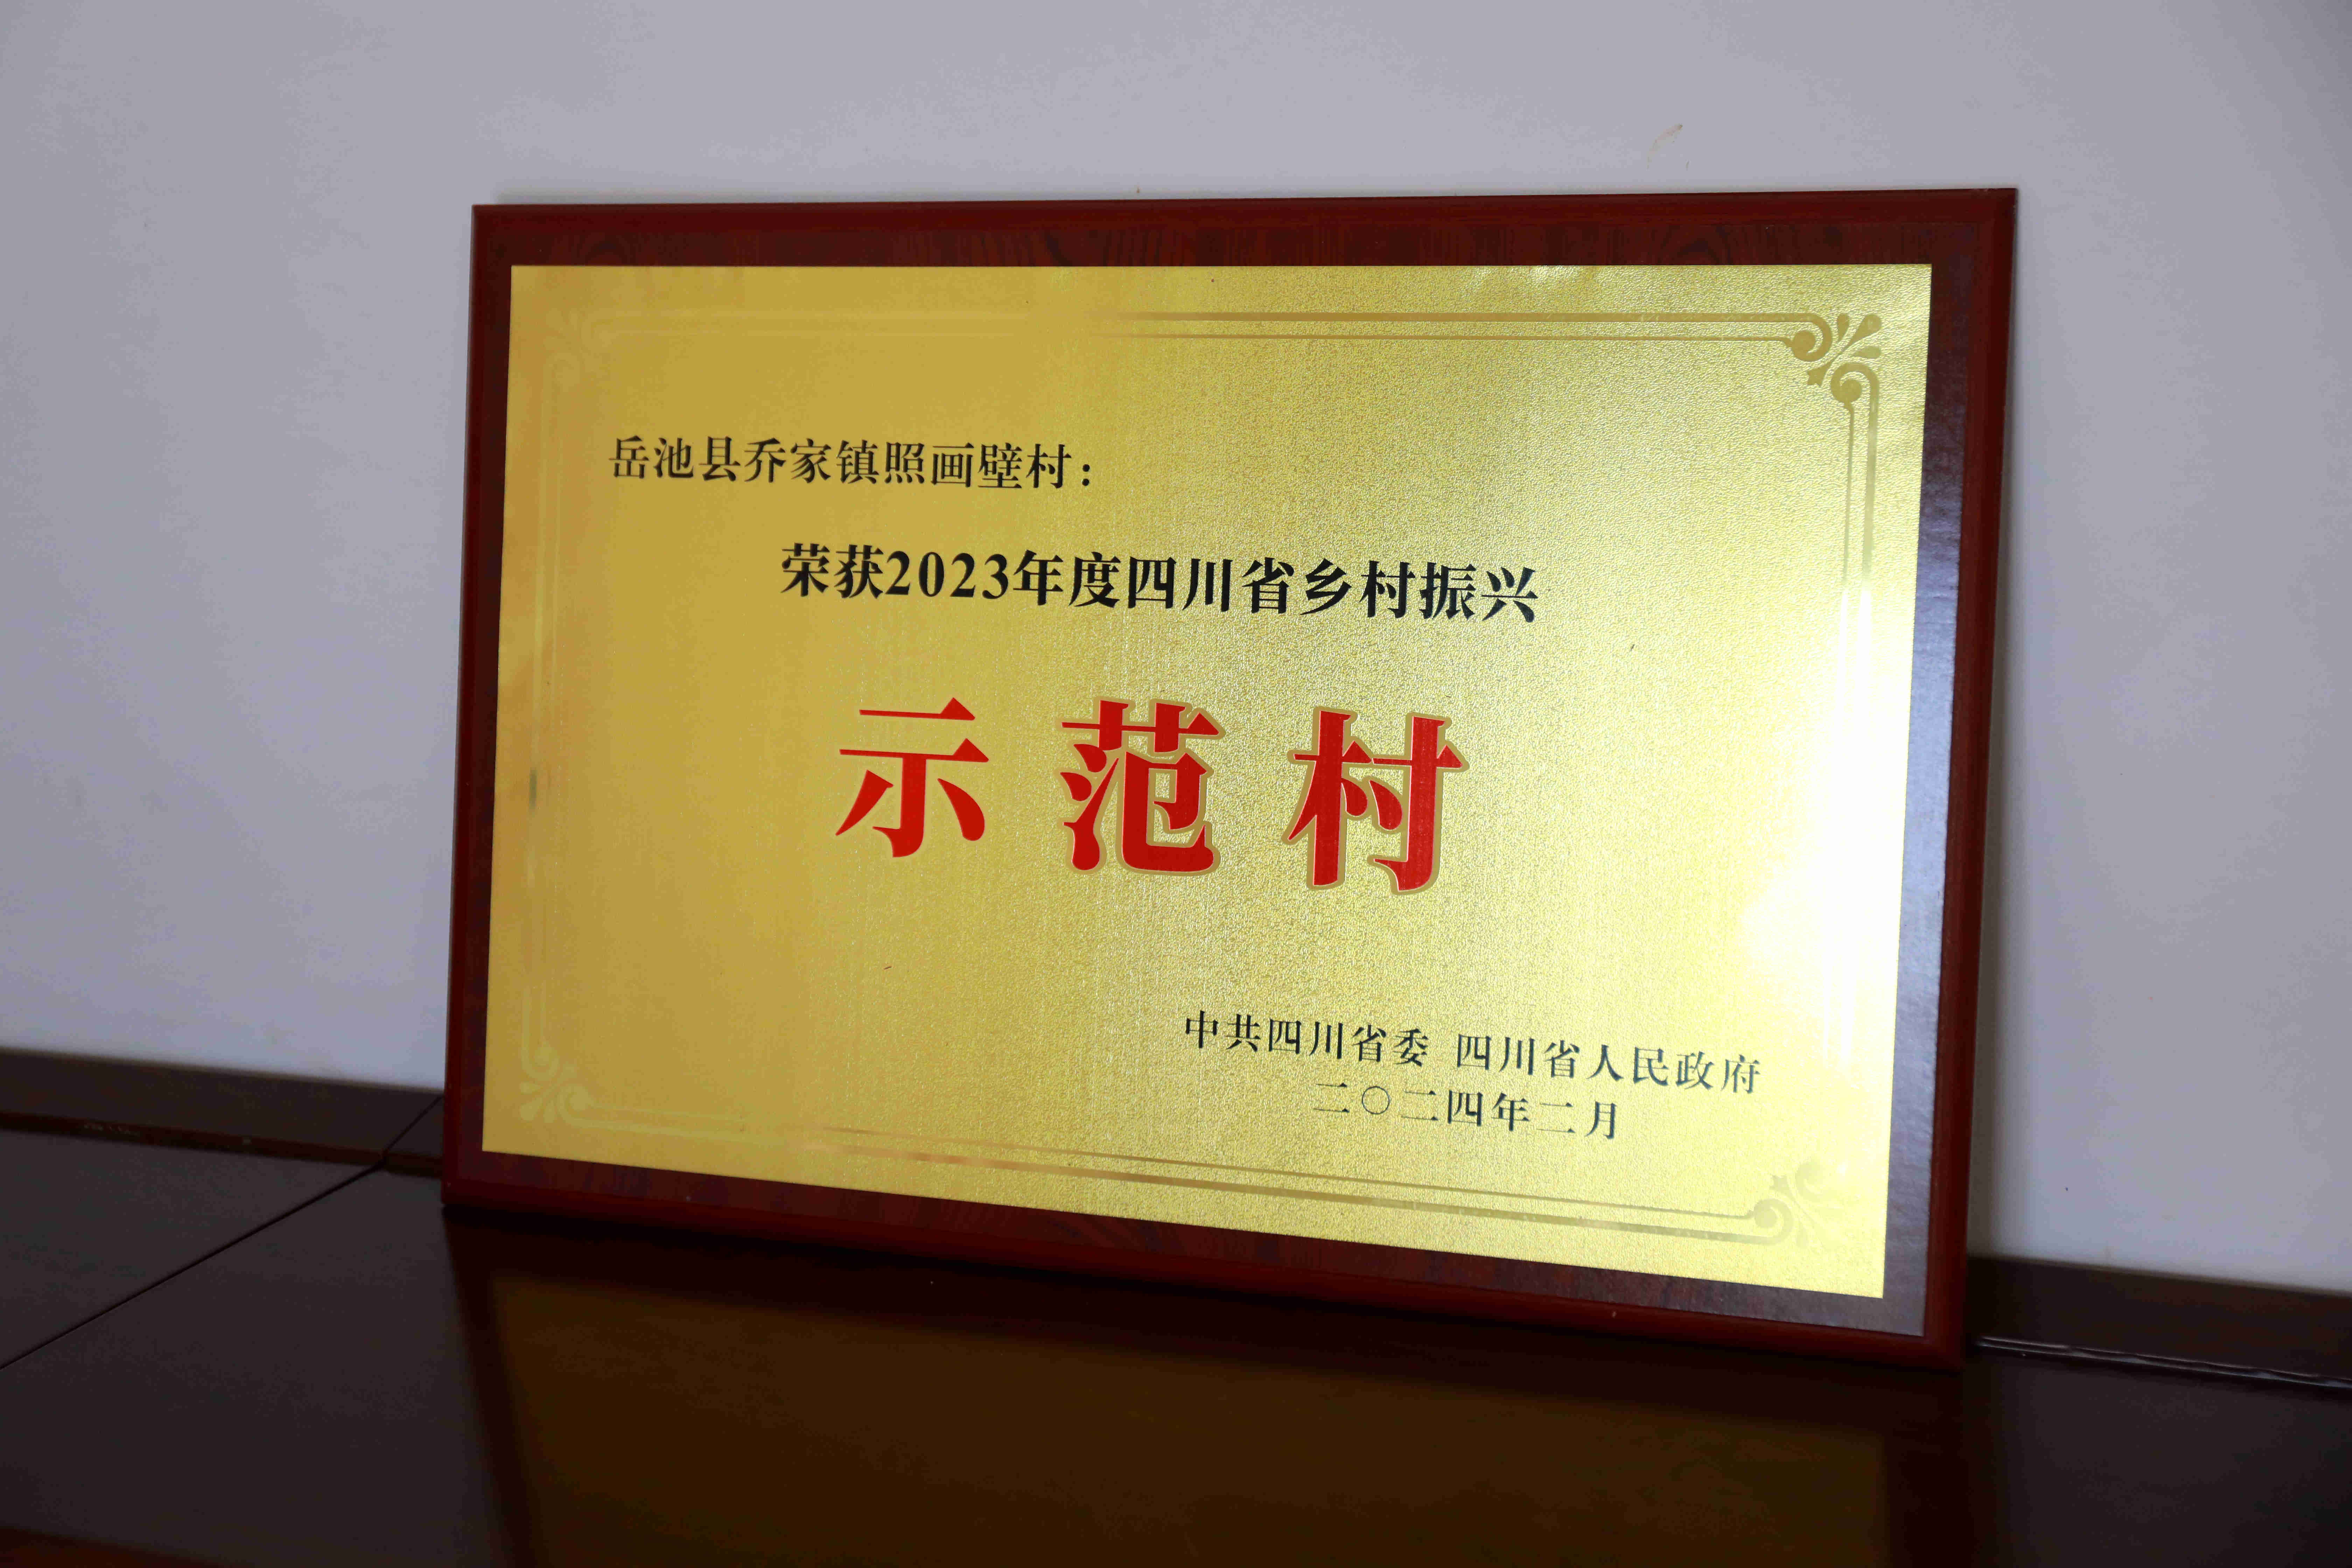 岳池县乔家镇照画壁村：
荣获2023年度四川省乡村振兴
示范村
中共四川省委 四川省人民政府
二〇二四年二月